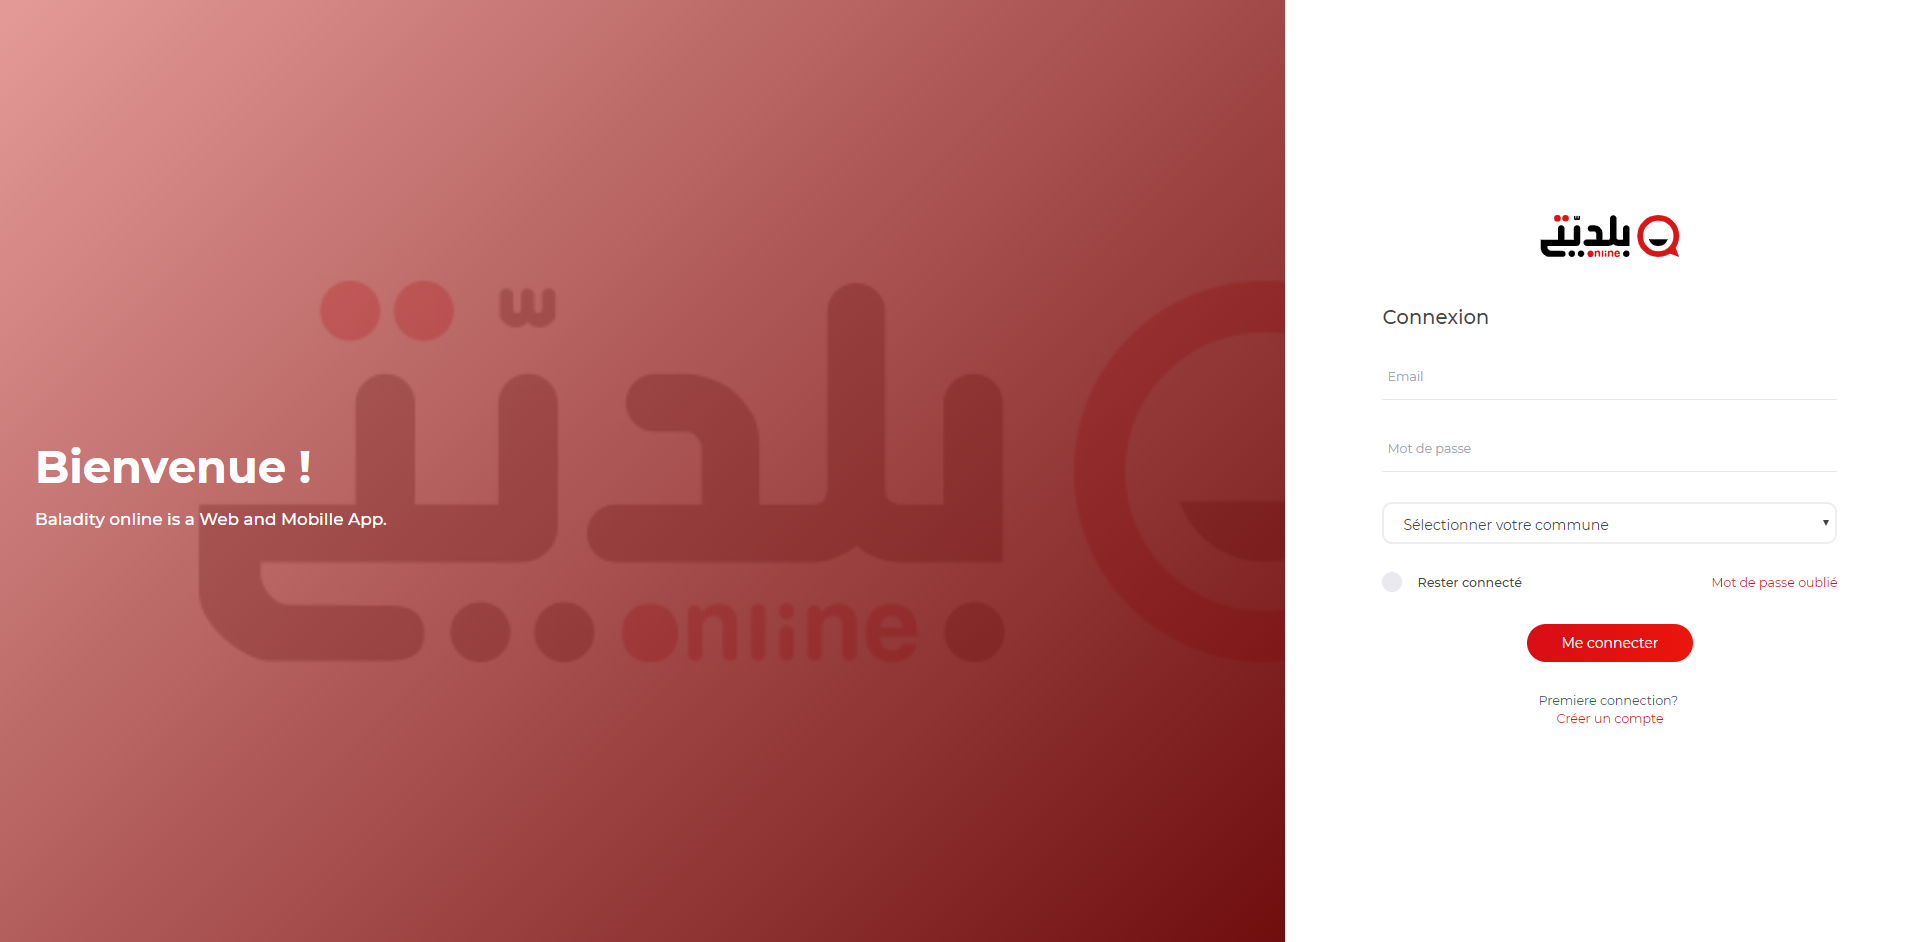 Bienvenue !
Baladity online is a Web and Mobille App.
بلديّتي
online
بلديّتي
online
Connexion
Email
Mot de passe
Sélectionner votre commune
Rester connecté
Mot de passe oublié
Me connecter
Premiere connection?
Créer un compte